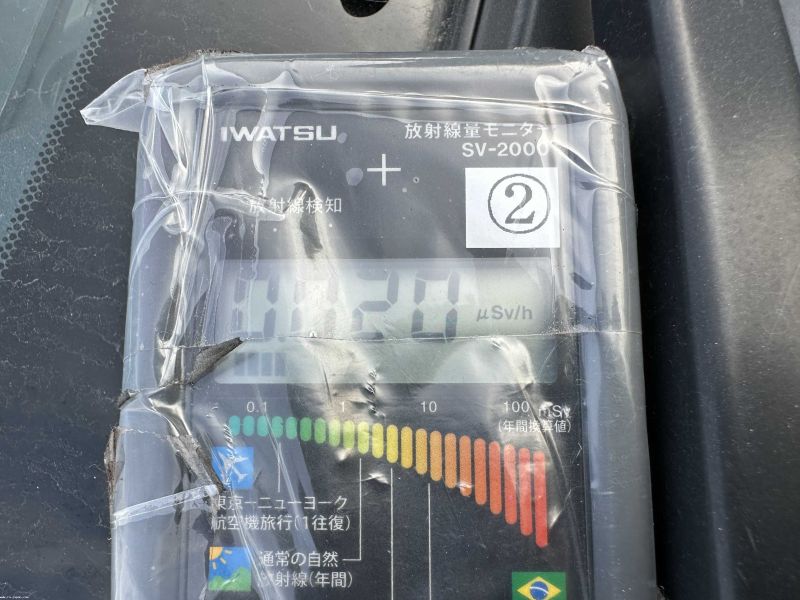 IWATSU
放射線量モニター
SV-2000
放射線検知
②
μSv/h
0.1 1 10 100 mSv
(年間換算値)
東京ーニューヨーク
航空機旅行(1往復)
通常の自然
放射線(年間)